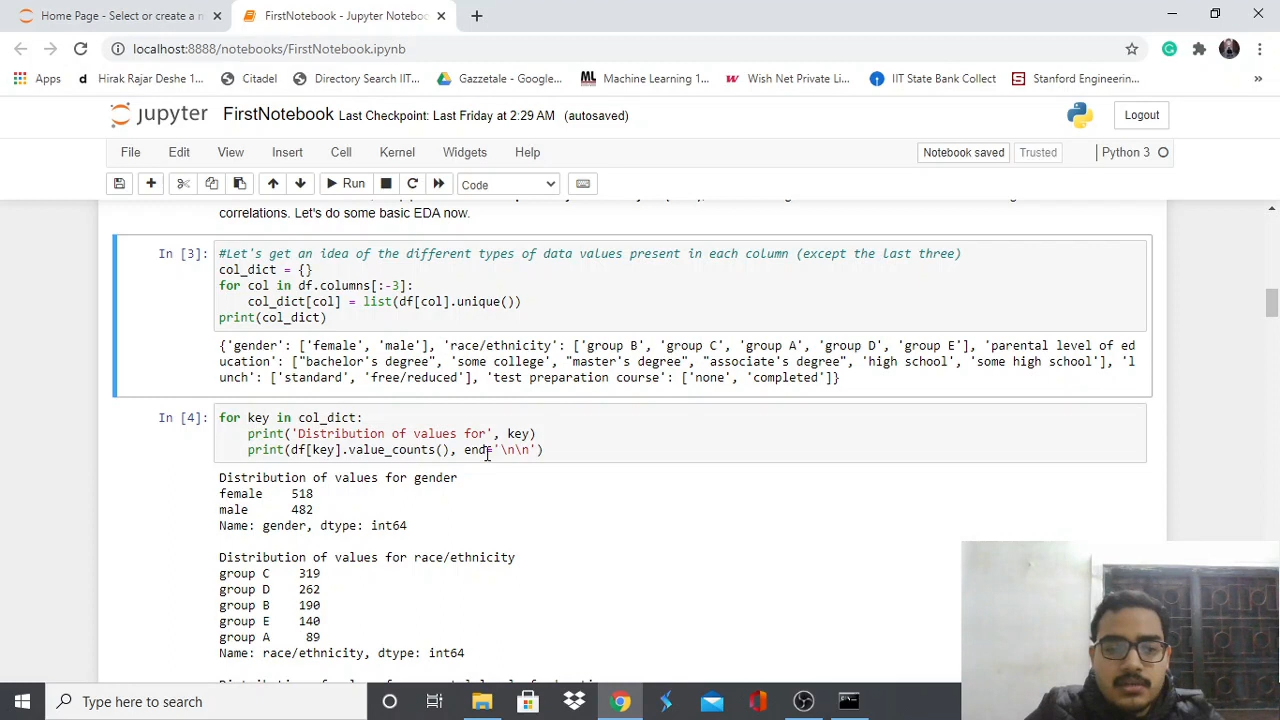 Home Page - Select or create a n
FirstNotebook - Jupyter Noteboo
localhost:8888/notebooks/FirstNotebook.ipynb
Apps
d Hirak Rajar Deshe 1...
Citadel
Directory Search IIT...
Gazzetale - Google...
ML Machine Learning 1...
Wish Net Private Li...
IIT State Bank Collect
Stanford Engineerin...
»
jupyter FirstNotebook Last Checkpoint: Last Friday at 2:29 AM (autosaved)
Logout
File Edit View Insert Cell Kernel Widgets Help
Notebook saved Trusted Python 3
Run Code
correlations. Let's do some basic EDA now.
In [3]: #Let's get an idea of the different types of data values present in each column (except the last three)
col_dict = {}
for col in df.columns[:-3]:
    col_dict[col] = list(df[col].unique())
print(col_dict)
{'gender': ['female', 'male'], 'race/ethnicity': ['group B', 'group C', 'group A', 'group D', 'group E'], 'parental level of ed
ucation': ["bachelor's degree", 'some college', "master's degree", "associate's degree", 'high school', 'some high school'], 'l
unch': ['standard', 'free/reduced'], 'test preparation course': ['none', 'completed']}
In [4]: for key in col_dict:
    print('Distribution of values for', key)
    print(df[key].value_counts(), end='\n\n')
Distribution of values for gender
female    518
male      482
Name: gender, dtype: int64
Distribution of values for race/ethnicity
group C    319
group D    262
group B    190
group E    140
group A     89
Name: race/ethnicity, dtype: int64
Type here to search